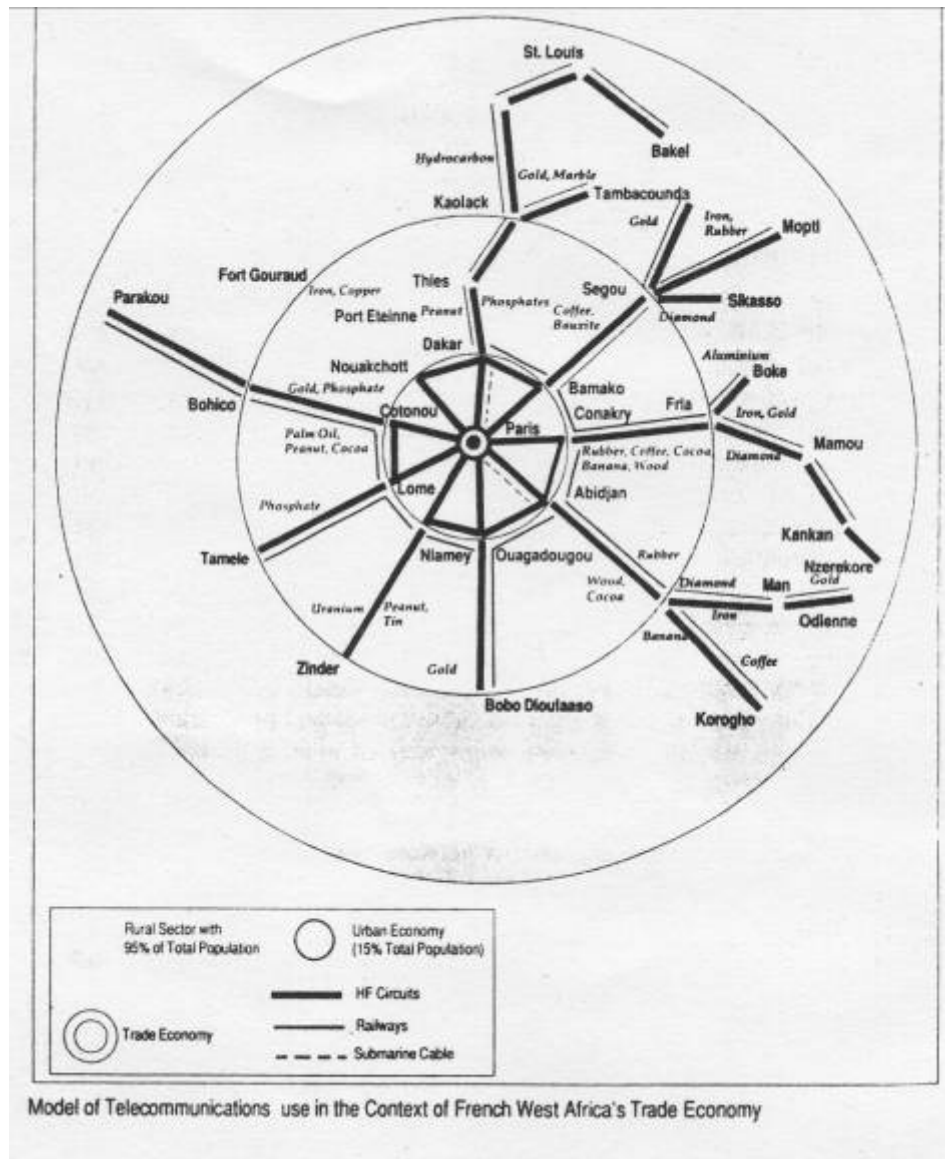 St. Louis
Bakel
Hydrocarbon
Gold, Marble
Kaolack
Tambacounda
Gold
Iron,
Rubber
Mopti
Fort Gouraud
Iron, Copper
Thies
Segou
Sikasso
Diamond
Parakou
Port Eteinne
Peanut
Phosphates
Coffee,
Bauxite
Dakar
Nouakchott
Aluminium
Boke
Bamako
Gold, Phosphate
Bohico
Cotonou
Conakry
Fria
Iron, Gold
Paris
Mamou
Palm Oil,
Peanut, Cocoa
Rubber, Coffee, Cocoa,
Banana, Wood
Diamond
Lome
Abidjan
Phosphate
Kankan
Tamele
Niamey
Ouagadougou
Rubber
Nzerekore
Wood,
Cocoa
Diamond
Man
Gold
Uranium
Peanut,
Tin
Iron
Odienne
Banana
Zinder
Gold
Coffee
Bobo Dioulaaso
Korogho
Rural Sector with
95% of Total Population
Urban Economy
(15% Total Population)
HF Circuits
Trade Economy
Railways
Submarine Cable
Model of Telecommunications use in the Context of French West Africa's Trade Economy